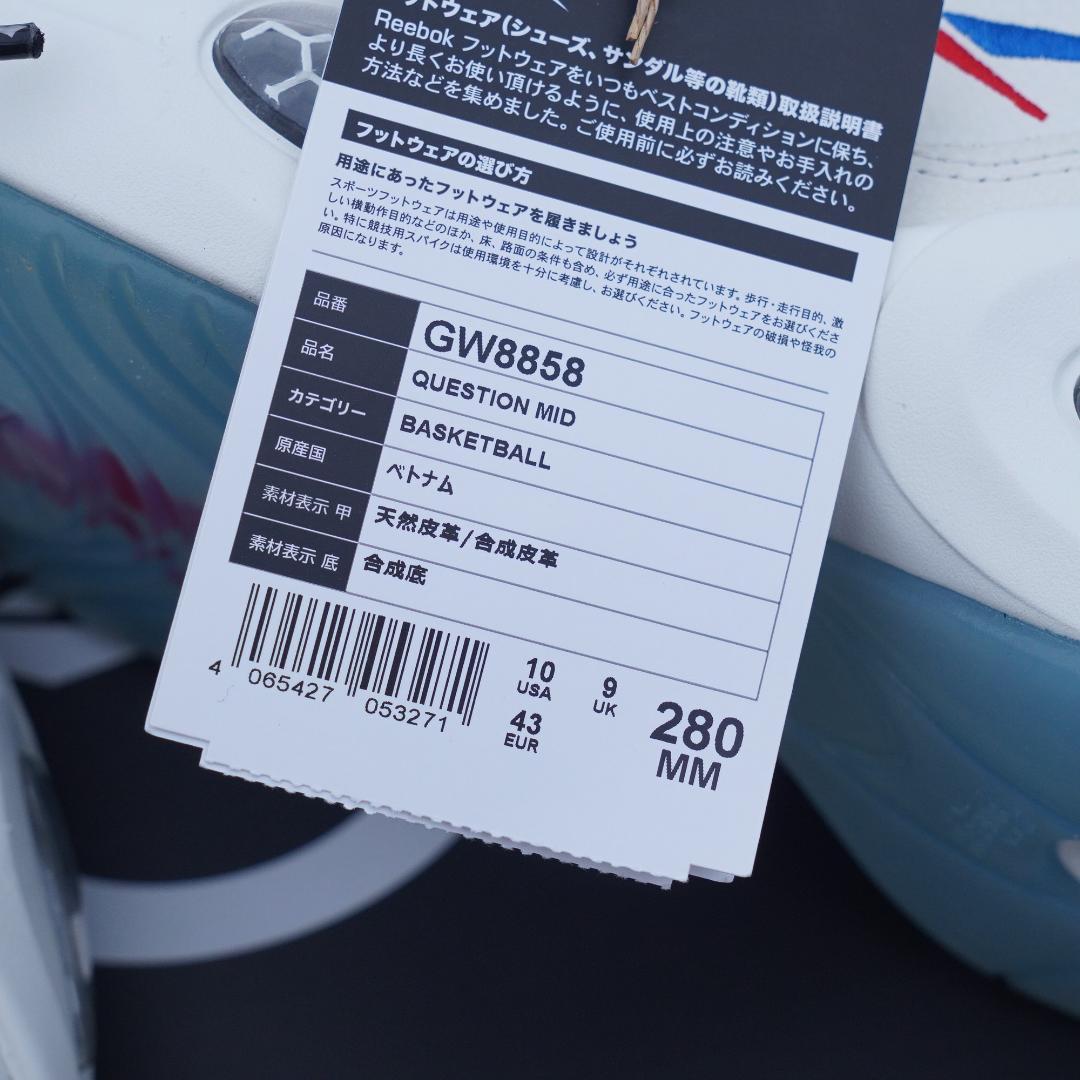 ットウェア(シューズ、サンダル等の靴類)取扱説明書
Reebok フットウェアをいつもベストコンディションに保ち、
より長くお使い頂けるように、使用上の注意やお手入れの
方法などを集めました。ご使用前に必ずお読みください。
フットウェアの選び方
用途にあったフットウェアを履きましょう
スポーツフットウェアは用途や使用目的によって設計がそれぞれされています。歩行・走行目的、激
しい横動作目的などのほか、床、路面の条件も含め、必ず用途に合ったフットウェアをお選びくださ
い。特に競技用スパイクは使用環境を十分に考慮し、お選びください。フットウェアの破損や怪我の
原因になります。
品番 GW8858
品名 QUESTION MID
カテゴリー BASKETBALL
原産国 ベトナム
素材表示 甲 天然皮革/合成皮革
素材表示 底 合成底
4 065427 053271
10 USA
9 UK
43 EUR
280 MM